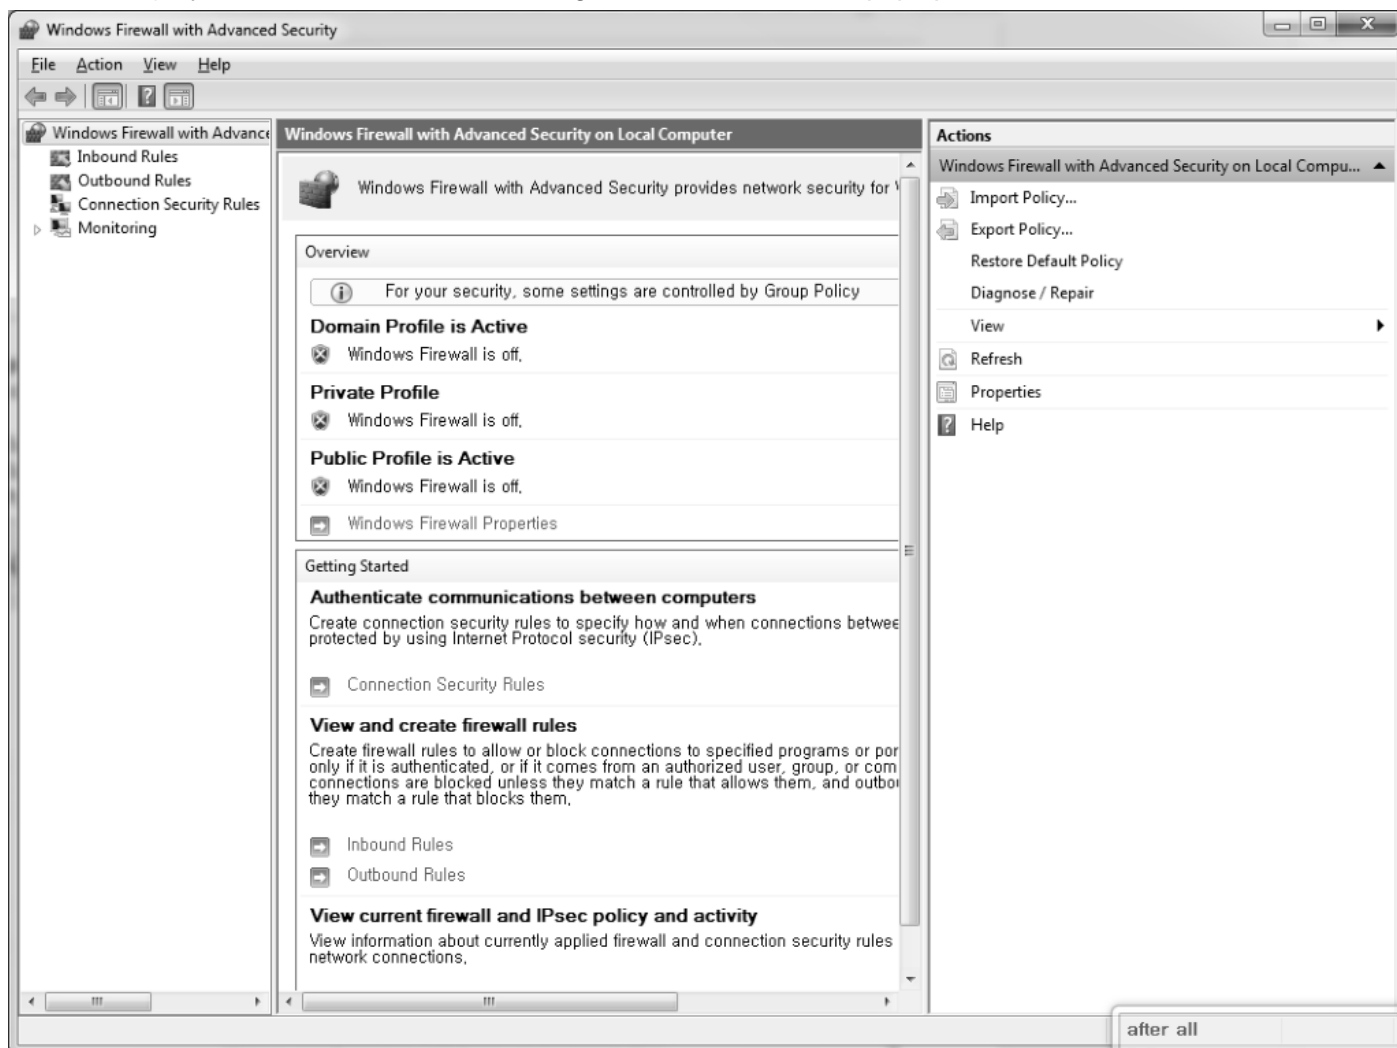 Windows Firewall with Advanced Security
File Action View Help
Windows Firewall with Advance
Inbound Rules
Outbound Rules
Connection Security Rules
Monitoring
Windows Firewall with Advanced Security on Local Computer
Windows Firewall with Advanced Security provides network security for
Overview
For your security, some settings are controlled by Group Policy
Domain Profile is Active
Windows Firewall is off.
Private Profile
Windows Firewall is off.
Public Profile is Active
Windows Firewall is off.
Windows Firewall Properties
Getting Started
Authenticate communications between computers
Create connection security rules to specify how and when connections betwee
protected by using Internet Protocol security (IPsec).
Connection Security Rules
View and create firewall rules
Create firewall rules to allow or block connections to specified programs or por
only if it is authenticated, or if it comes from an authorized user, group, or com
connections are blocked unless they match a rule that allows them, and outbo
they match a rule that blocks them.
Inbound Rules
Outbound Rules
View current firewall and IPsec policy and activity
View information about currently applied firewall and connection security rules
network connections.
Actions
Windows Firewall with Advanced Security on Local Compu...
Import Policy...
Export Policy...
Restore Default Policy
Diagnose / Repair
View
Refresh
Properties
Help
after all